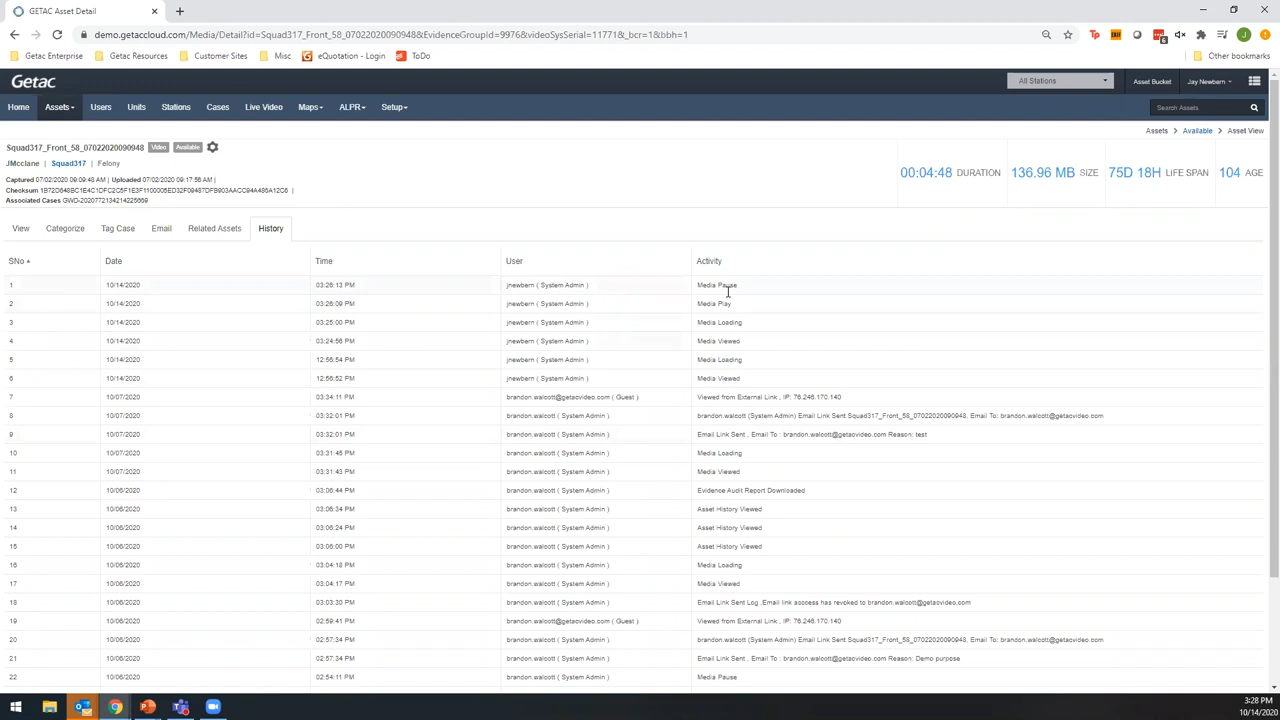 GETAC Asset Detail
demo.getaccloud.com/Media/Detail?id=Squad317_Front_58_07022020090948&EvidenceGroupId=9976&videoSysSerial=11771&_bcr=1&bbh=1
Getac Enterprise Getac Resources Customer Sites Misc eQuotation - Login ToDo Other bookmarks
Getac All Stations Asset Bucket Jay Newbern
Home Assets Users Units Stations Cases Live Video Maps ALPR Setup Search Assets
Assets > Available > Asset View
Squad317_Front_58_07022020090948 Video Available
JMcclane | Squad317 | Felony
00:04:48 DURATION 136.96 MB SIZE 75D 18H LIFE SPAN 104 AGE
Captured 07/02/2020 09:09:48 AM | Uploaded 07/02/2020 09:17:56 AM |
Associated Cases GWD-2020772134214225669
View Categorize Tag Case Email Related Assets History
SNo Date Time User Activity
1 10/14/2020 03:26:13 PM jnewbern ( System Admin ) Media Pause
2 10/14/2020 03:26:09 PM jnewbern ( System Admin ) Media Play
3 10/14/2020 03:25:00 PM jnewbern ( System Admin ) Media Loading
4 10/14/2020 03:24:56 PM jnewbern ( System Admin ) Media Viewed
5 10/14/2020 12:56:54 PM jnewbern ( System Admin ) Media Loading
6 10/14/2020 12:56:52 PM jnewbern ( System Admin ) Media Viewed
7 10/07/2020 03:34:11 PM brandon.walcott@getacvideo.com ( Guest ) Viewed from External Link , IP: 76.246.170.140
8 10/07/2020 03:32:01 PM brandon.walcott ( System Admin ) brandon.walcott (System Admin) Email Link Sent Squad317_Front_58_07022020090948; Email To: brandon.walcott@getacvideo.com
9 10/07/2020 03:32:01 PM brandon.walcott ( System Admin ) Email Link Sent , Email To : brandon.walcott@getacvideo.com Reason: test
10 10/07/2020 03:31:45 PM brandon.walcott ( System Admin ) Media Loading
11 10/07/2020 03:31:43 PM brandon.walcott ( System Admin ) Media Viewed
12 10/06/2020 03:06:44 PM brandon.walcott ( System Admin ) Evidence Audit Report Downloaded
13 10/06/2020 03:06:34 PM brandon.walcott ( System Admin ) Asset History Viewed
14 10/06/2020 03:06:24 PM brandon.walcott ( System Admin ) Asset History Viewed
15 10/06/2020 03:06:00 PM brandon.walcott ( System Admin ) Asset History Viewed
16 10/06/2020 03:04:18 PM brandon.walcott ( System Admin ) Media Loading
17 10/06/2020 03:04:17 PM brandon.walcott ( System Admin ) Media Viewed
18 10/06/2020 03:03:30 PM brandon.walcott ( System Admin ) Email Link Sent Log ,Email link acccess has revoked to brandon.walcott@getacvideo.com
19 10/06/2020 02:59:41 PM brandon.walcott@getacvideo.com ( Guest ) Viewed from External Link , IP: 76.246.170.140
20 10/06/2020 02:57:34 PM brandon.walcott ( System Admin ) brandon.walcott (System Admin) Email Link Sent Squad317_Front_58_07022020090948; Email To: brandon.walcott@getacvideo.com
21 10/06/2020 02:57:34 PM brandon.walcott ( System Admin ) Email Link Sent , Email To : brandon.walcott@getacvideo.com Reason: Demo purpose
22 10/06/2020 02:54:11 PM brandon.walcott ( System Admin ) Media Pause
3:28 PM
10/14/2020